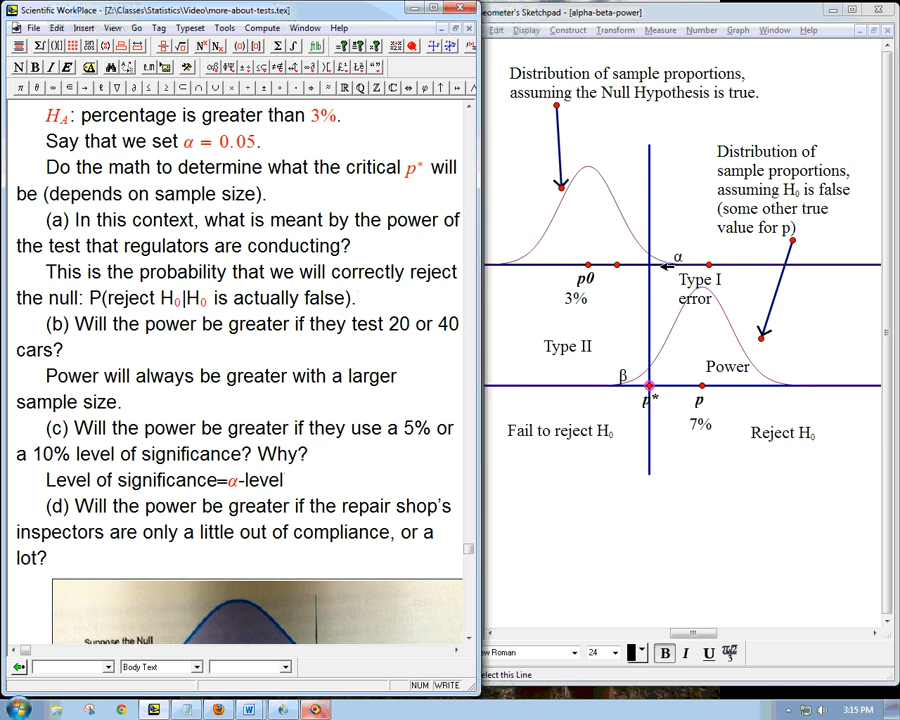 Scientific WorkPlace - [Z:\Classes\Statistics\Video\more-about-tests.tex]
File Edit Insert View Go Tag Typeset Tools Compute Window Help
H_A: percentage is greater than 3%.
Say that we set α = 0.05.
Do the math to determine what the critical p* will
be (depends on sample size).
(a) In this context, what is meant by the power of
the test that regulators are conducting?
This is the probability that we will correctly reject
the null: P(reject H₀|H₀ is actually false).
(b) Will the power be greater if they test 20 or 40
cars?
Power will always be greater with a larger
sample size.
(c) Will the power be greater if they use a 5% or
a 10% level of significance? Why?
Level of significance=α-level
(d) Will the power be greater if the repair shop's
inspectors are only a little out of compliance, or a
lot?
Suppose the Null
Body Text
NUM WRITE
eometer's Sketchpad - [alpha-beta-power]
Edit Display Construct Transform Measure Number Graph Window Help
Distribution of sample proportions,
assuming the Null Hypothesis is true.
Distribution of
sample proportions,
assuming H₀ is false
(some other true
value for p)
α
p0
3%
Type I
error
Type II
β
Power
p*
p
7%
Fail to reject H₀
Reject H₀
ew Roman 24 B I U
elect this Line
3:15 PM